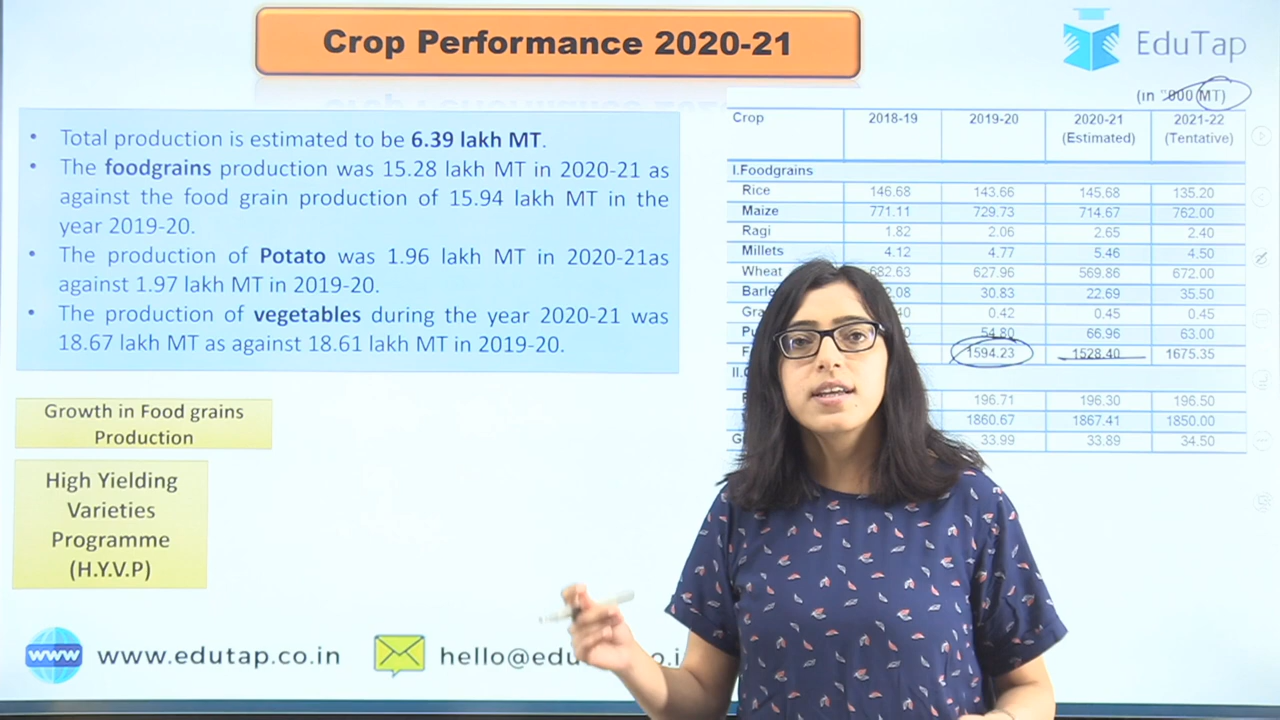 Crop Performance 2020-21
EduTap
• Total production is estimated to be 6.39 lakh MT.
• The foodgrains production was 15.28 lakh MT in 2020-21 as
against the food grain production of 15.94 lakh MT in the
year 2019-20.
• The production of Potato was 1.96 lakh MT in 2020-21as
against 1.97 lakh MT in 2019-20.
• The production of vegetables during the year 2020-21 was
18.67 lakh MT as against 18.61 lakh MT in 2019-20.
Growth in Food grains
Production
High Yielding
Varieties
Programme
(H.Y.V.P)
(in "000 MT)
Crop 2018-19 2019-20 2020-21 2021-22
(Estimated) (Tentative)
I.Foodgrains
Rice 146.68 143.66 145.68 135.20
Maize 771.11 729.73 714.67 762.00
Ragi 1.82 2.06 2.65 2.40
Millets 4.12 4.77 5.46 4.50
Wheat 682.63 627.96 569.86 672.00
30.83 22.69 35.50
0.42 0.45 0.45
54.80 66.96 63.00
1594.23 1528.40 1675.35
196.71 196.30 196.50
1860.67 1867.41 1850.00
33.99 33.89 34.50
www www.edutap.co.in